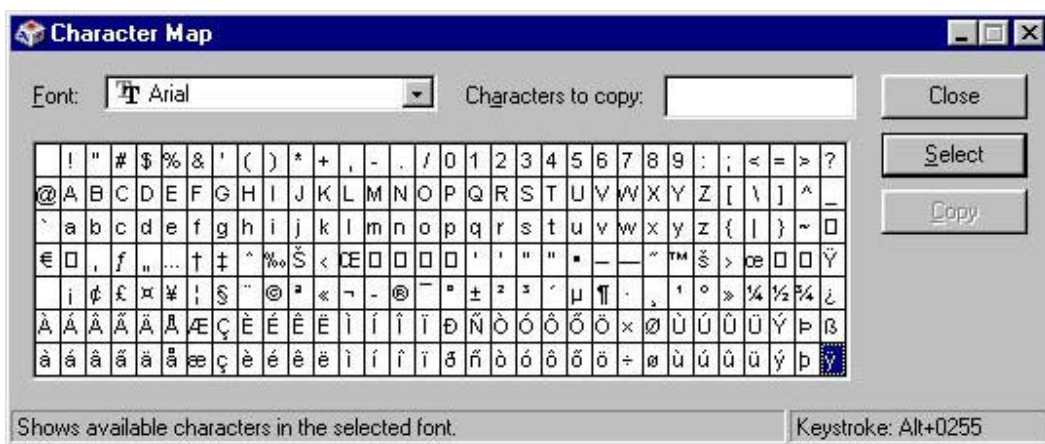 Character Map
Font: Arial Characters to copy: Close
Select
Copy
! " # $ % & ' ( ) * + , - . / 0 1 2 3 4 5 6 7 8 9 : ; < = > ?
@ A B C D E F G H I J K L M N O P Q R S T U V W X Y Z [ \ ] ^ _
` a b c d e f g h i j k l m n o p q r s t u v w x y z { | } ~ □
€ □ ‚ ƒ „ … † ‡ ˆ ‰ Š ‹ Œ □ □ □ □ ‘ ’ “ ” • – — ˜ ™ š › œ □ □ Ÿ
¡ ¢ £ ¤ ¥ ¦ § ¨ © ª « ¬ - ® ¯ ° ± ² ³ ´ µ ¶ · ¸ ¹ º » ¼ ½ ¾ ¿
À Á Â Ã Ä Å Æ Ç È É Ê Ë Ì Í Î Ï Ð Ñ Ò Ó Ô Õ Ö × Ø Ù Ú Û Ü Ý Þ ß
à á â ã ä å æ ç è é ê ë ì í î ï ð ñ ò ó ô õ ö ÷ ø ù ú û ü ý þ ÿ
Shows available characters in the selected font. Keystroke: Alt+0255